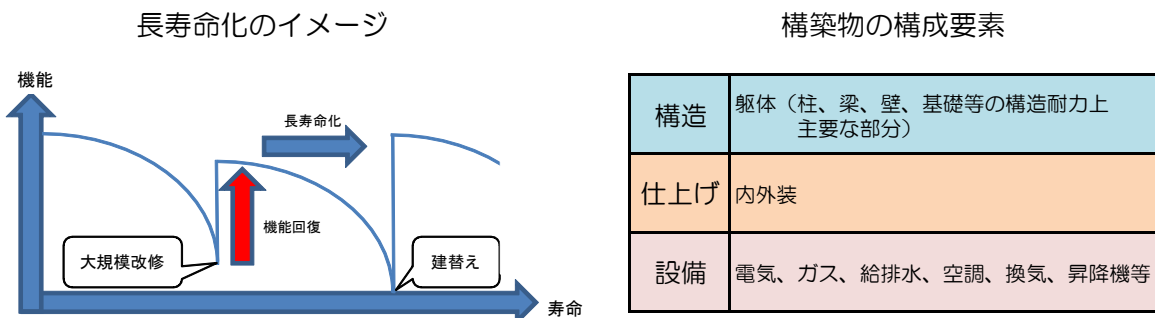 長寿命化のイメージ
機能
長寿命化
機能回復
大規模改修
建替え
寿命
構築物の構成要素
構造
躯体（柱、梁、壁、基礎等の構造耐力上
主要な部分）
仕上げ
内外装
設備
電気、ガス、給排水、空調、換気、昇降機等